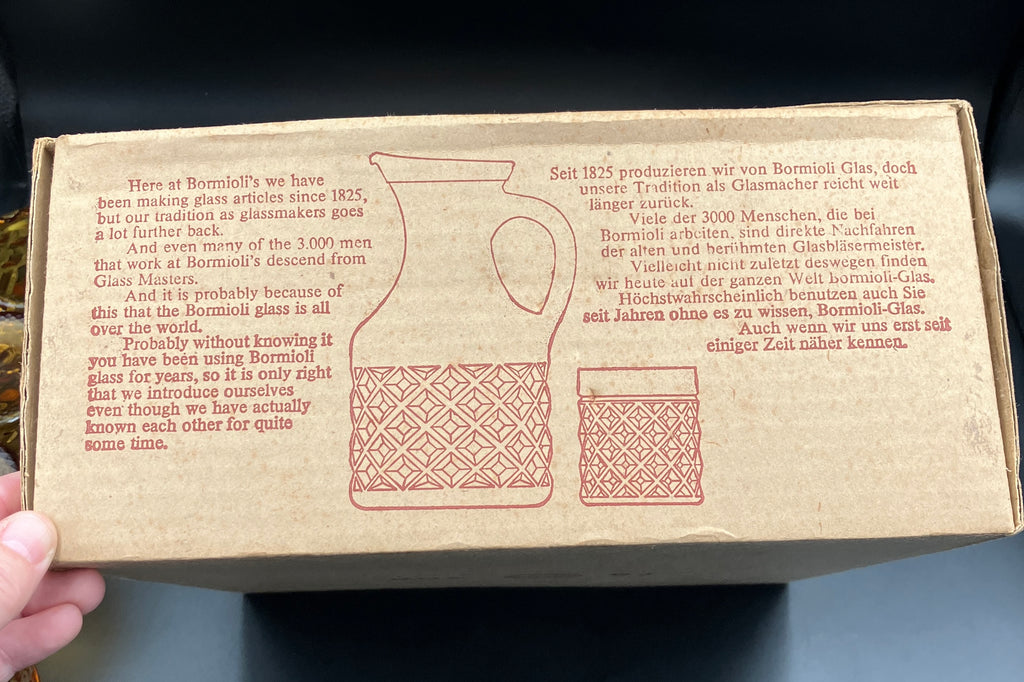 Here at Bormioli's we have
been making glass articles since 1825,
but our tradition as glassmakers goes
a lot further back.
And even many of the 3.000 men
that work at Bormioli's descend from
Glass Masters.
And it is probably because of
this that the Bormioli glass is all
over the world.
Probably without knowing it
you have been using Bormioli
glass for years, so it is only right
that we introduce ourselves
even though we have actually
known each other for quite
some time.
Seit 1825 produzieren wir von Bormioli Glas, doch
unsere Tradition als Glasmacher reicht weit
länger zurück.
Viele der 3000 Menschen, die bei
Bormioli arbeiten, sind direkte Nachfahren
der alten und berühmten Glasbläsermeister.
Vielleicht nicht zuletzt deswegen finden
wir heute auf der ganzen Welt Bormioli-Glas.
Höchstwahrscheinlich benutzen auch Sie
seit Jahren ohne es zu wissen, Bormioli-Glas.
Auch wenn wir uns erst seit
einiger Zeit näher kennen.